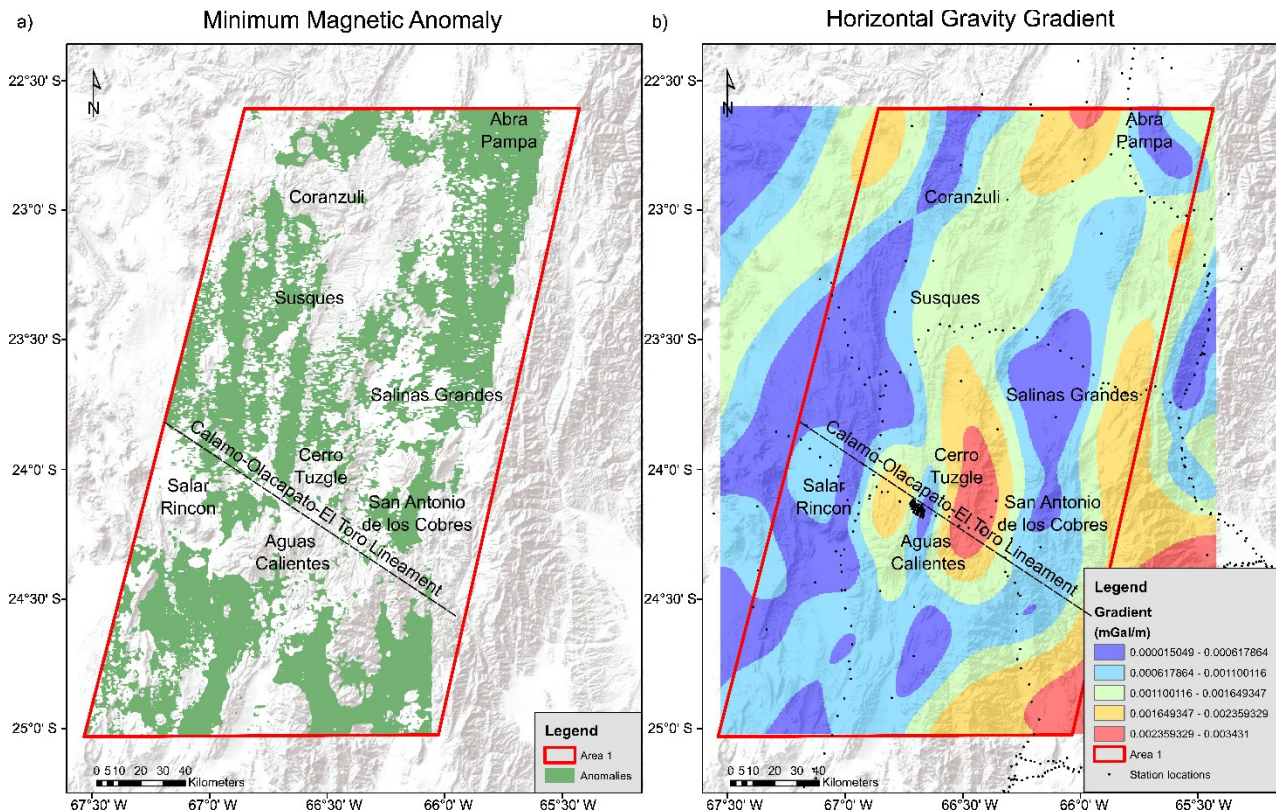 a)
Minimum Magnetic Anomaly
22°30' S
23°0' S
23°30' S
24°0' S
24°30' S
25°0' S
N
Abra
Pampa
Coranzuli
Susques
Salinas Grandes
Calamo-Olacapato-El Toro Lineament
Cerro
Tuzgle
Salar
Rincon
San Antonio
de los Cobres
Aguas
Calientes
0 5 10 20 30 40
Kilometers
Legend
Area 1
Anomalies
67°30' W
67°0' W
66°30' W
66°0' W
65°30' W
b)
Horizontal Gravity Gradient
22°30' S
23°0' S
23°30' S
24°0' S
24°30' S
25°0' S
N
Abra
Pampa
Coranzuli
Susques
Salinas Grandes
Calamo-Olacapato-El Toro Lineament
Cerro
Tuzgle
Salar
Rincon
San Antonio
de los Cobres
Aguas
Calientes
0 5 10 20 30 40
Kilometers
Legend
Gradient
(mGal/m)
0.000015049 - 0.000617864
0.000617864 - 0.001100116
0.001100116 - 0.001649347
0.001649347 - 0.002359329
0.002359329 - 0.003431
Area 1
Station locations
67°30' W
67°0' W
66°30' W
66°0' W
65°30' W